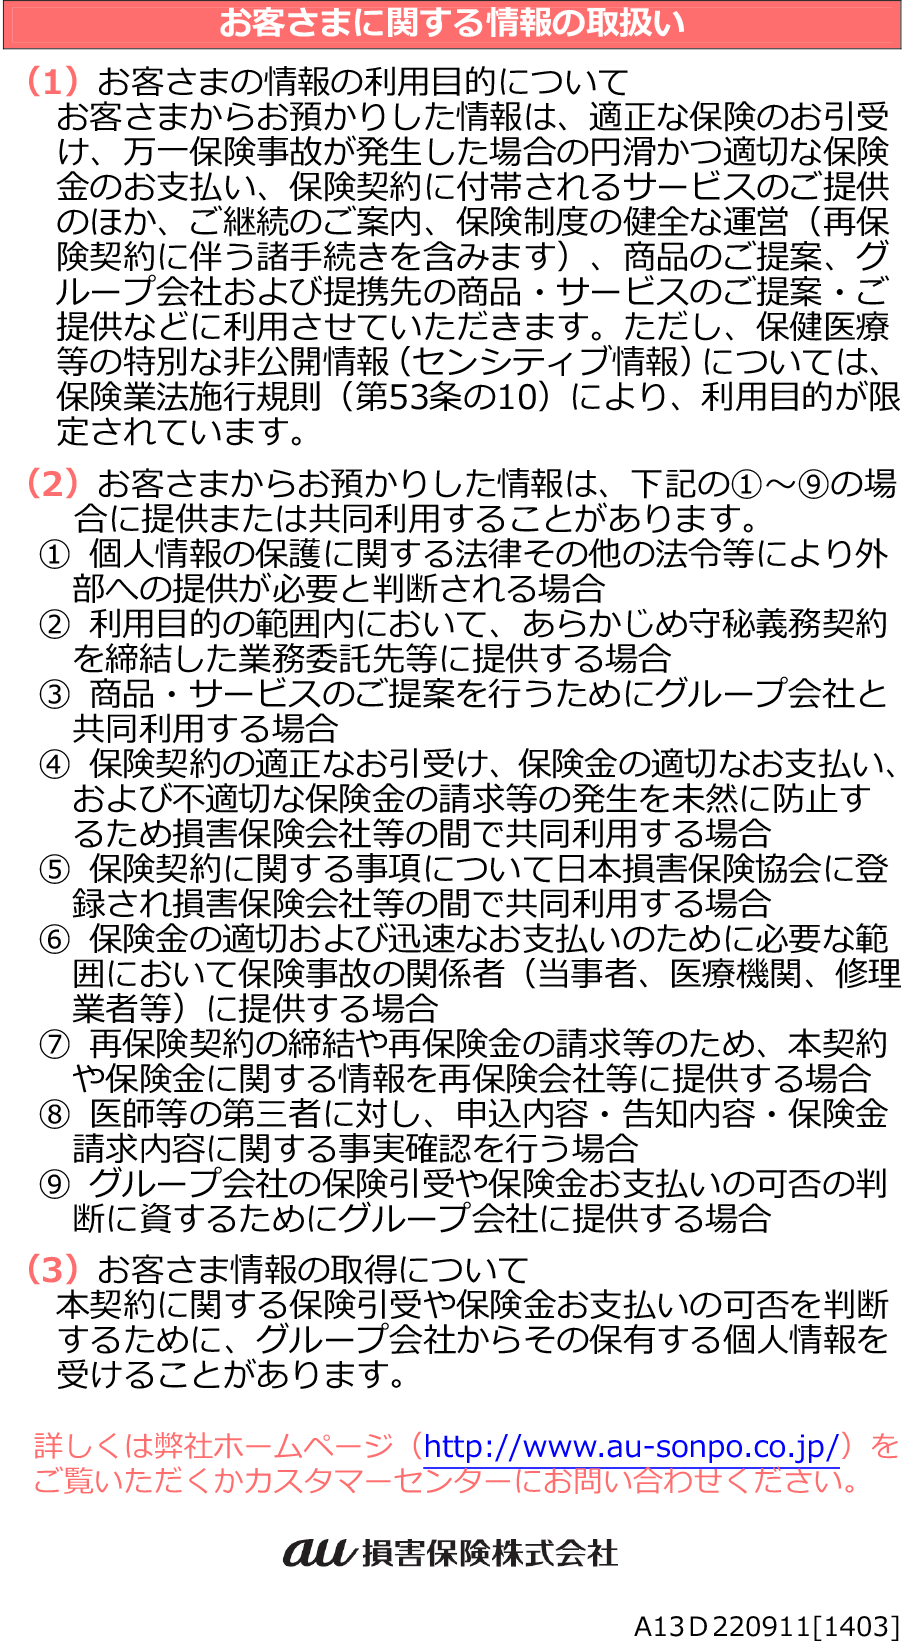 お客さまに関する情報の取扱い
（1）お客さまの情報の利用目的について
お客さまからお預かりした情報は、適正な保険のお引受
け、万一保険事故が発生した場合の円滑かつ適切な保険
金のお支払い、保険契約に付帯されるサービスのご提供
のほか、ご継続のご案内、保険制度の健全な運営（再保
険契約に伴う諸手続きを含みます）、商品のご提案、グ
ループ会社および提携先の商品・サービスのご提案・ご
提供などに利用させていただきます。ただし、保健医療
等の特別な非公開情報（センシティブ情報）については、
保険業法施行規則（第53条の10）により、利用目的が限
定されています。
（2）お客さまからお預かりした情報は、下記の①～⑨の場
合に提供または共同利用することがあります。
① 個人情報の保護に関する法律その他の法令等により外
部への提供が必要と判断される場合
② 利用目的の範囲内において、あらかじめ守秘義務契約
を締結した業務委託先等に提供する場合
③ 商品・サービスのご提案を行うためにグループ会社と
共同利用する場合
④ 保険契約の適正なお引受け、保険金の適切なお支払い、
および不適切な保険金の請求等の発生を未然に防止す
るため損害保険会社等の間で共同利用する場合
⑤ 保険契約に関する事項について日本損害保険協会に登
録され損害保険会社等の間で共同利用する場合
⑥ 保険金の適切および迅速なお支払いのために必要な範
囲において保険事故の関係者（当事者、医療機関、修理
業者等）に提供する場合
⑦ 再保険契約の締結や再保険金の請求等のため、本契約
や保険金に関する情報を再保険会社等に提供する場合
⑧ 医師等の第三者に対し、申込内容・告知内容・保険金
請求内容に関する事実確認を行う場合
⑨ グループ会社の保険引受や保険金お支払いの可否の判
断に資するためにグループ会社に提供する場合
（3）お客さま情報の取得について
本契約に関する保険引受や保険金お支払いの可否を判断
するために、グループ会社からその保有する個人情報を
受けることがあります。
詳しくは弊社ホームページ（http://www.au-sonpo.co.jp/）を
ご覧いただくかカスタマーセンターにお問い合わせください。
au 損害保険株式会社
A13Ｄ220911[1403]